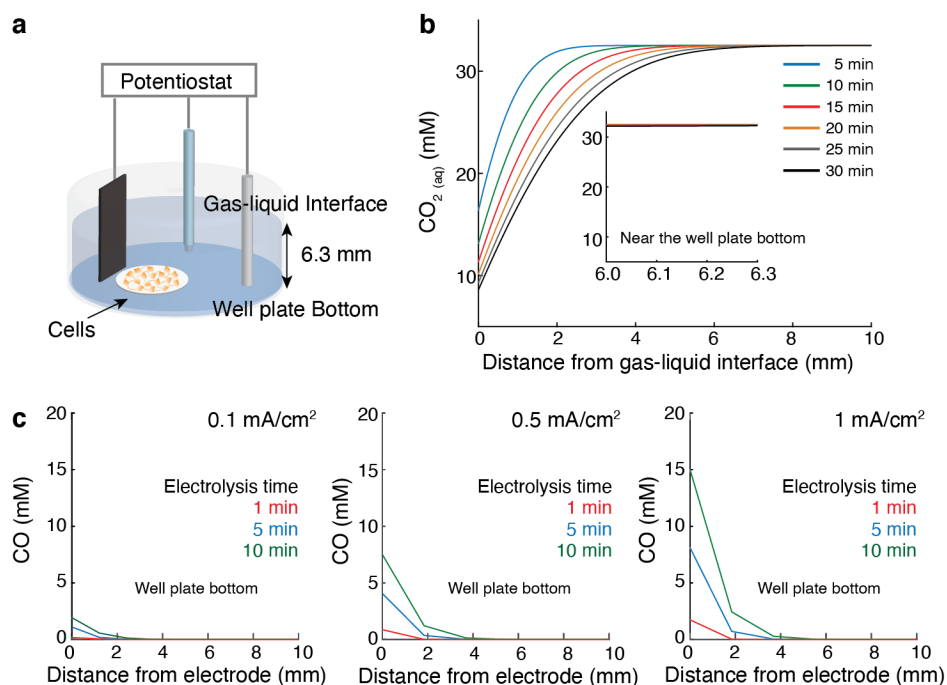 a
Potentiostat
Gas-liquid Interface
6.3 mm
Well plate Bottom
Cells
b
CO2 (aq) (mM)
30
20
10
5 min
10 min
15 min
20 min
25 min
30 min
30
20
10
Near the well plate bottom
6.0 6.1 6.2 6.3
0 2 4 6 8 10
Distance from gas-liquid interface (mm)
c
CO (mM)
20
15
10
5
0
0.1 mA/cm²
Electrolysis time
1 min
5 min
10 min
Well plate bottom
0 2 4 6 8 10
Distance from electrode (mm)
CO (mM)
20
15
10
5
0
0.5 mA/cm²
Electrolysis time
1 min
5 min
10 min
Well plate bottom
0 2 4 6 8 10
Distance from electrode (mm)
CO (mM)
20
15
10
5
0
1 mA/cm²
Electrolysis time
1 min
5 min
10 min
Well plate bottom
0 2 4 6 8 10
Distance from electrode (mm)